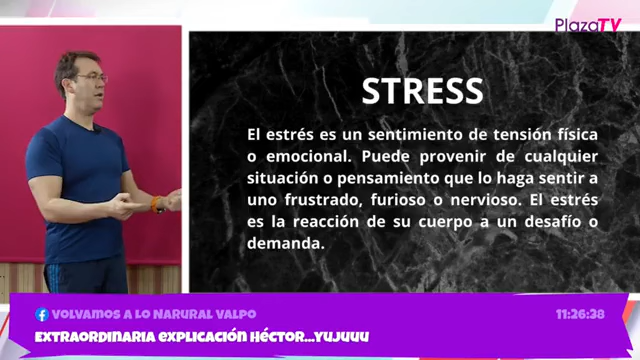 PlazaTV
STRESS
El estrés es un sentimiento de tensión física
o emocional. Puede provenir de cualquier
situación o pensamiento que lo haga sentir a
uno frustrado, furioso o nervioso. El estrés
es la reacción de su cuerpo a un desafío o
demanda.
VOLVAMOS A LO NARURAL VALPO
11:26:38
EXTRAORDINARIA EXPLICACIÓN HÉCTOR...YUJUUU